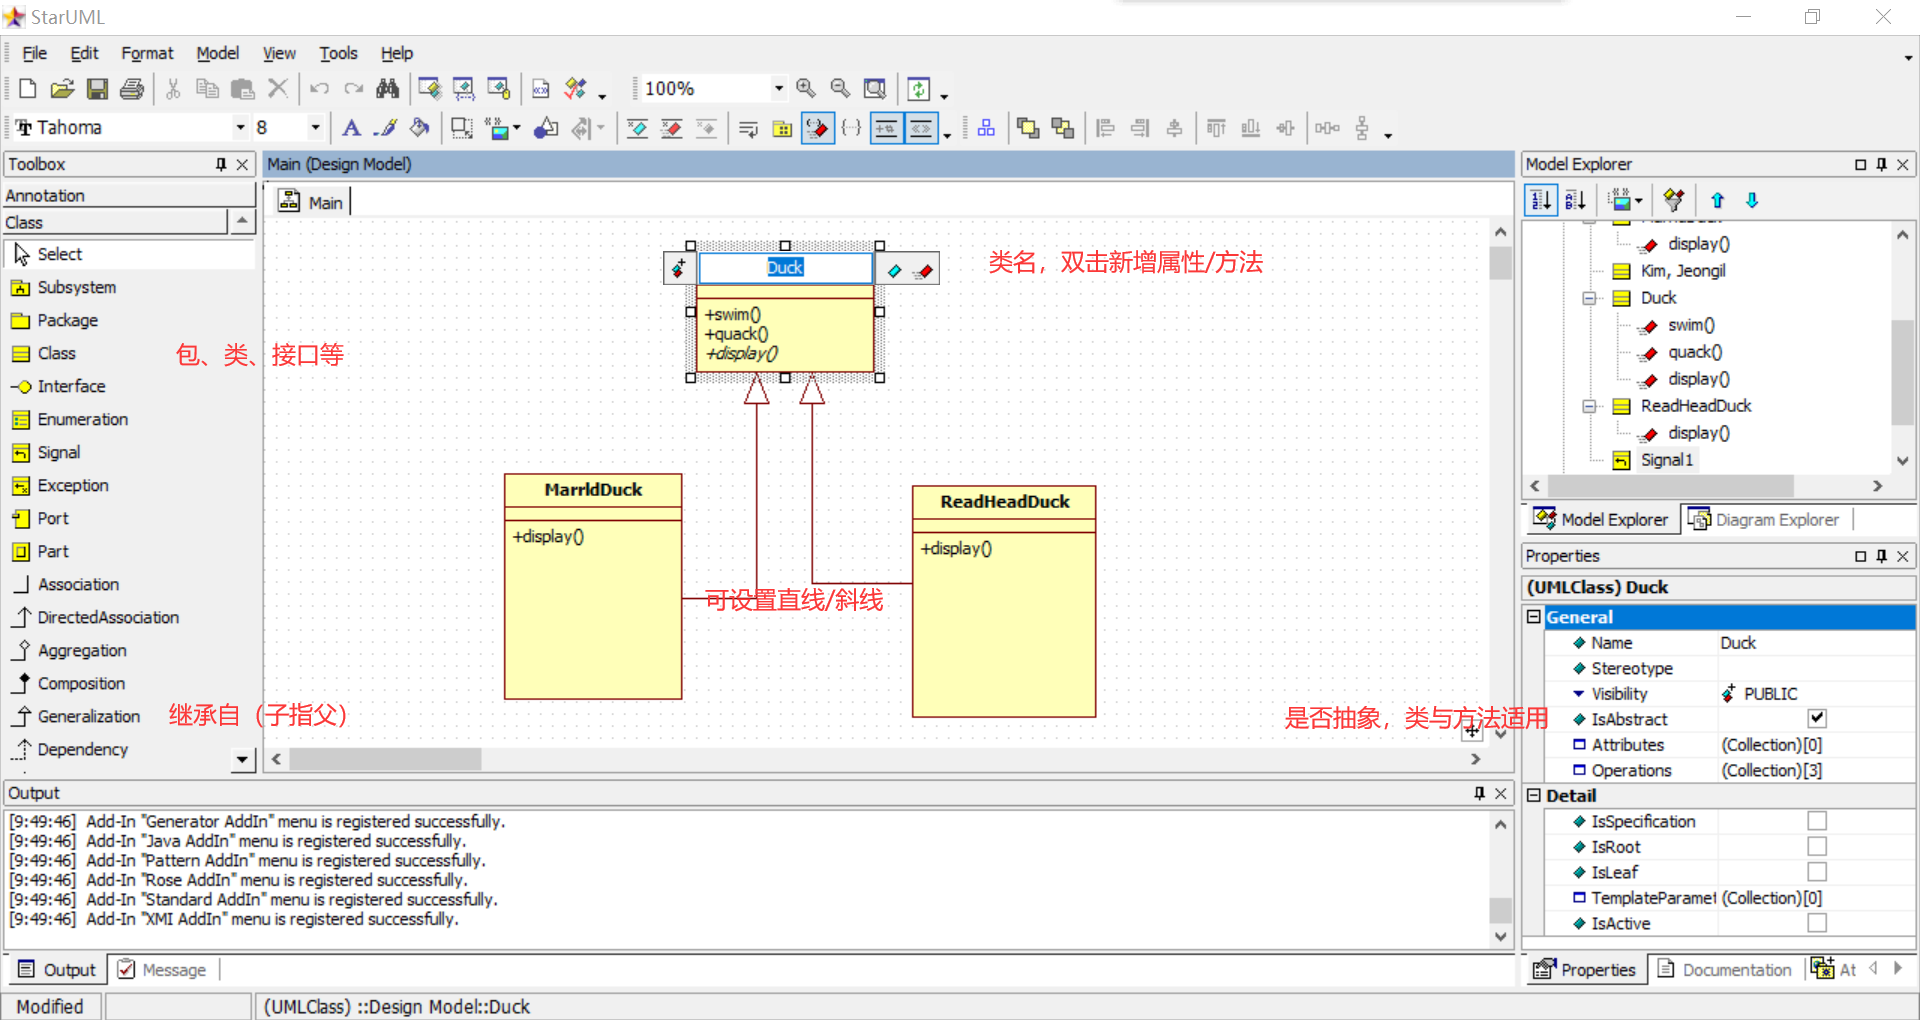 StarUML
File Edit Format Model View Tools Help
100%
Tahoma 8
Toolbox
Annotation
Class
Select
Subsystem
Package
Class
Interface
Enumeration
Signal
Exception
Port
Part
Association
DirectedAssociation
Aggregation
Composition
Generalization
Dependency
包、类、接口等
继承自（子指父）
Main (Design Model)
Main
Duck
+swim()
+quack()
+display()
类名，双击新增属性/方法
MarrldDuck
+display()
ReadHeadDuck
+display()
可设置直线/斜线
是否抽象，类与方法适用
Model Explorer
display()
Kim, Jeongil
Duck
swim()
quack()
display()
ReadHeadDuck
display()
Signal1
Model Explorer Diagram Explorer
Properties
(UMLClass) Duck
General
Name Duck
Stereotype
Visibility PUBLIC
IsAbstract
Attributes (Collection)[0]
Operations (Collection)[3]
Detail
IsSpecification
IsRoot
IsLeaf
TemplateParamet (Collection)[0]
IsActive
Properties Documentation At
Output
[9:49:46] Add-In "Generator AddIn" menu is registered successfully.
[9:49:46] Add-In "Java AddIn" menu is registered successfully.
[9:49:46] Add-In "Pattern AddIn" menu is registered successfully.
[9:49:46] Add-In "Rose AddIn" menu is registered successfully.
[9:49:46] Add-In "Standard AddIn" menu is registered successfully.
[9:49:46] Add-In "XMI AddIn" menu is registered successfully.
Output Message
Modified
(UMLClass) ::Design Model::Duck